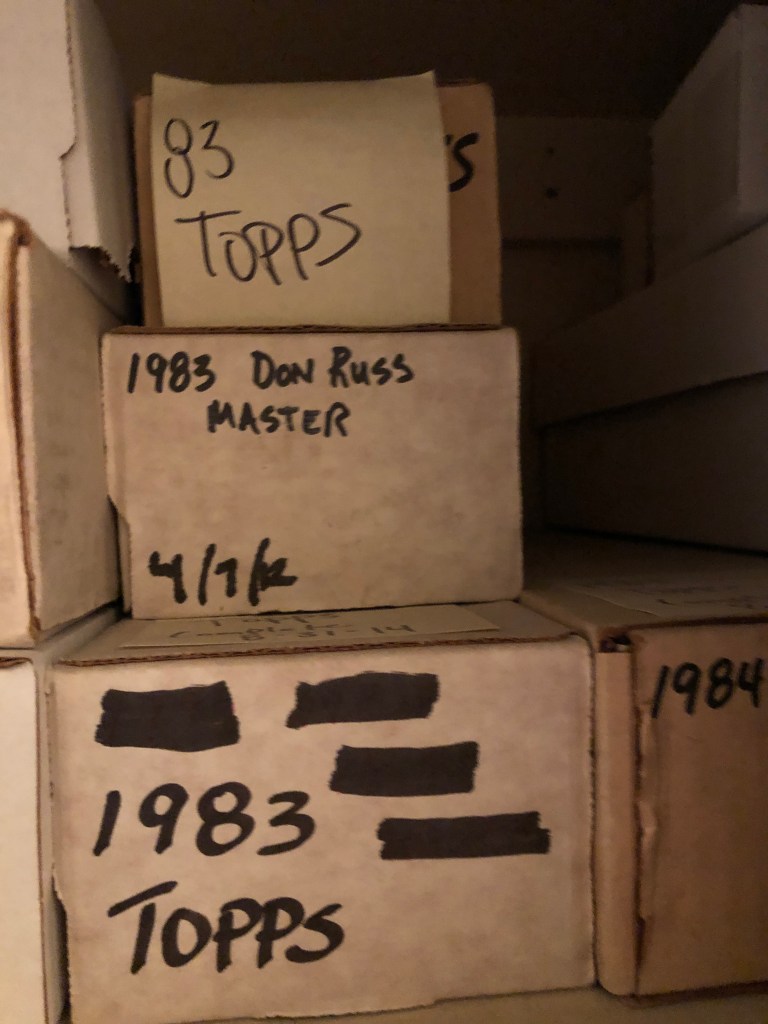 83
TOPPS
'S
1983 DON RUSS
MASTER
4/7/12
1983
TOPPS
1984